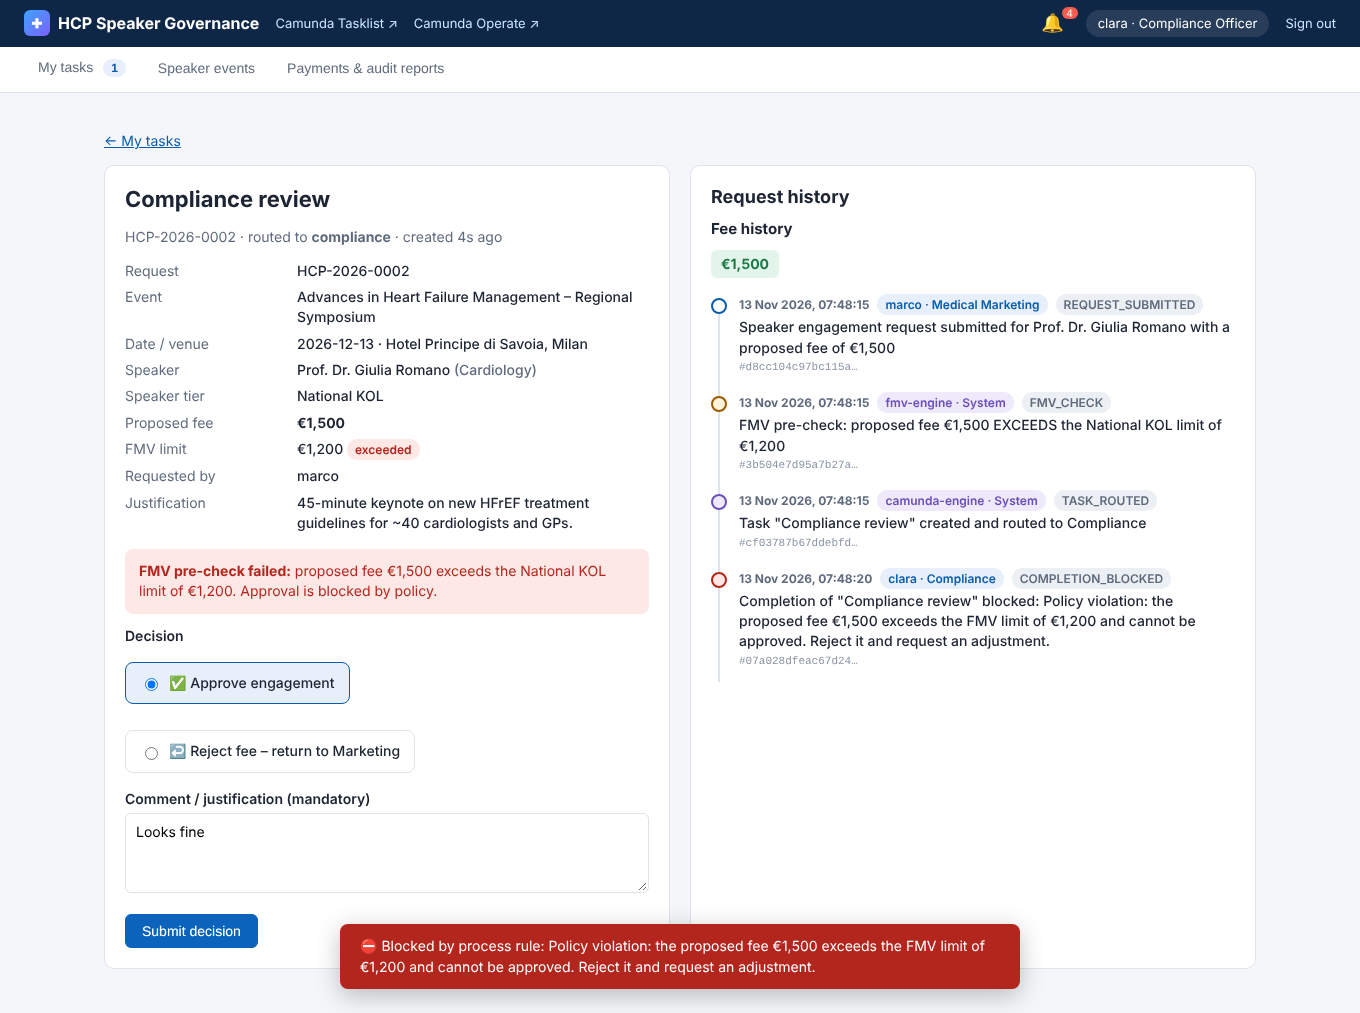 HCP Speaker Governance Camunda Tasklist ↗ Camunda Operate ↗ 4 clara · Compliance Officer Sign out
My tasks 1 Speaker events Payments & audit reports
← My tasks
Compliance review
HCP-2026-0002 · routed to compliance · created 4s ago
Request HCP-2026-0002
Event Advances in Heart Failure Management – Regional
Symposium
Date / venue 2026-12-13 · Hotel Principe di Savoia, Milan
Speaker Prof. Dr. Giulia Romano (Cardiology)
Speaker tier National KOL
Proposed fee €1,500
FMV limit €1,200 exceeded
Requested by marco
Justification 45-minute keynote on new HFrEF treatment
guidelines for ~40 cardiologists and GPs.
FMV pre-check failed: proposed fee €1,500 exceeds the National KOL
limit of €1,200. Approval is blocked by policy.
Decision
✅ Approve engagement
↩️ Reject fee – return to Marketing
Comment / justification (mandatory)
Looks fine
Submit decision
Request history
Fee history
€1,500
13 Nov 2026, 07:48:15 marco · Medical Marketing REQUEST_SUBMITTED
Speaker engagement request submitted for Prof. Dr. Giulia Romano with a
proposed fee of €1,500
#d8cc104c97bc115a…
13 Nov 2026, 07:48:15 fmv-engine · System FMV_CHECK
FMV pre-check: proposed fee €1,500 EXCEEDS the National KOL limit of
€1,200
#3b504e7d95a7b27a…
13 Nov 2026, 07:48:15 camunda-engine · System TASK_ROUTED
Task "Compliance review" created and routed to Compliance
#cf03787b67ddebfd…
13 Nov 2026, 07:48:20 clara · Compliance COMPLETION_BLOCKED
Completion of "Compliance review" blocked: Policy violation: the
proposed fee €1,500 exceeds the FMV limit of €1,200 and cannot be
approved. Reject it and request an adjustment.
#07a028dfeac67d24…
⛔ Blocked by process rule: Policy violation: the proposed fee €1,500 exceeds the FMV limit of
€1,200 and cannot be approved. Reject it and request an adjustment.